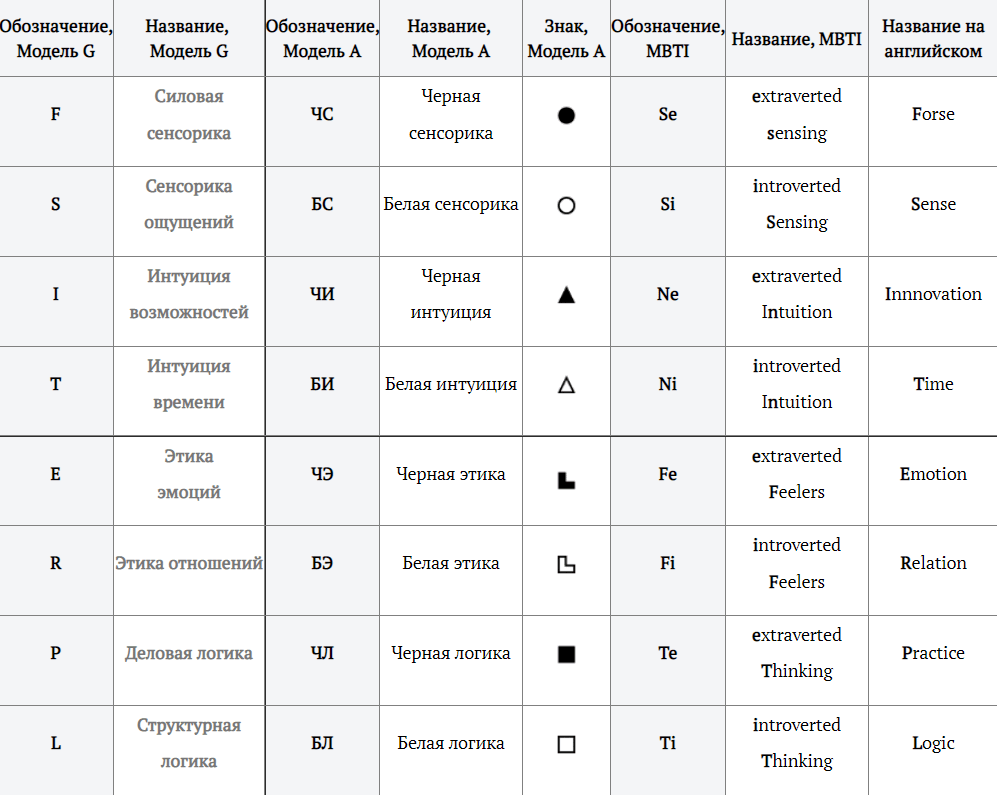 Обозначение, Модель G Название, Модель G Обозначение, Модель А Название, Модель А Знак, Модель А Обозначение, MBTI Название, MBTI Название на английском
F Силовая сенсорика ЧС Черная сенсорика Se extraverted sensing Forse
S Сенсорика ощущений БС Белая сенсорика Si introverted Sensing Sense
I Интуиция возможностей ЧИ Черная интуиция Ne extraverted Intuition Innnovation
T Интуиция времени БИ Белая интуиция Ni introverted Intuition Time
E Этика эмоций ЧЭ Черная этика Fe extraverted Feelers Emotion
R Этика отношений БЭ Белая этика Fi introverted Feelers Relation
P Деловая логика ЧЛ Черная логика Te extraverted Thinking Practice
L Структурная логика БЛ Белая логика Ti introverted Thinking Logic